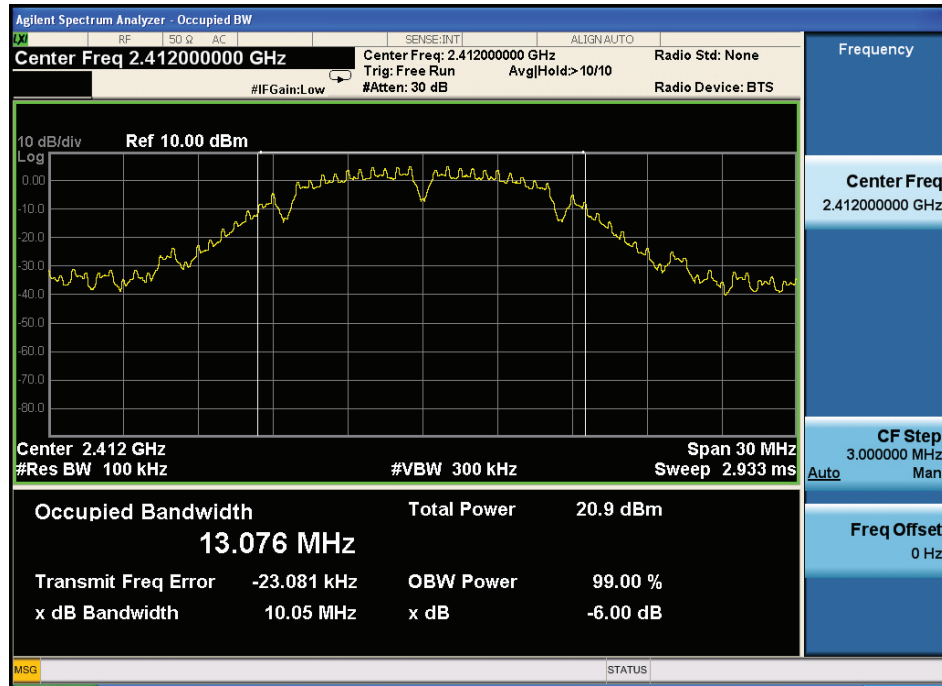 Agilent Spectrum Analyzer - Occupied BW
LXI RF 50 Ω AC SENSE:INT ALIGN AUTO
Center Freq 2.412000000 GHz
Center Freq: 2.412000000 GHz Radio Std: None
Trig: Free Run Avg|Hold:> 10/10
#IFGain:Low #Atten: 30 dB Radio Device: BTS
10 dB/div Ref 10.00 dBm
Log
0.00
-10.0
-20.0
-30.0
-40.0
-50.0
-60.0
-70.0
-80.0
Center 2.412 GHz Span 30 MHz
#Res BW 100 kHz #VBW 300 kHz Sweep 2.933 ms
Occupied Bandwidth Total Power 20.9 dBm
13.076 MHz
Transmit Freq Error -23.081 kHz OBW Power 99.00 %
x dB Bandwidth 10.05 MHz x dB -6.00 dB
MSG STATUS
Frequency
Center Freq
2.412000000 GHz
CF Step
3.000000 MHz
Auto Man
Freq Offset
0 Hz